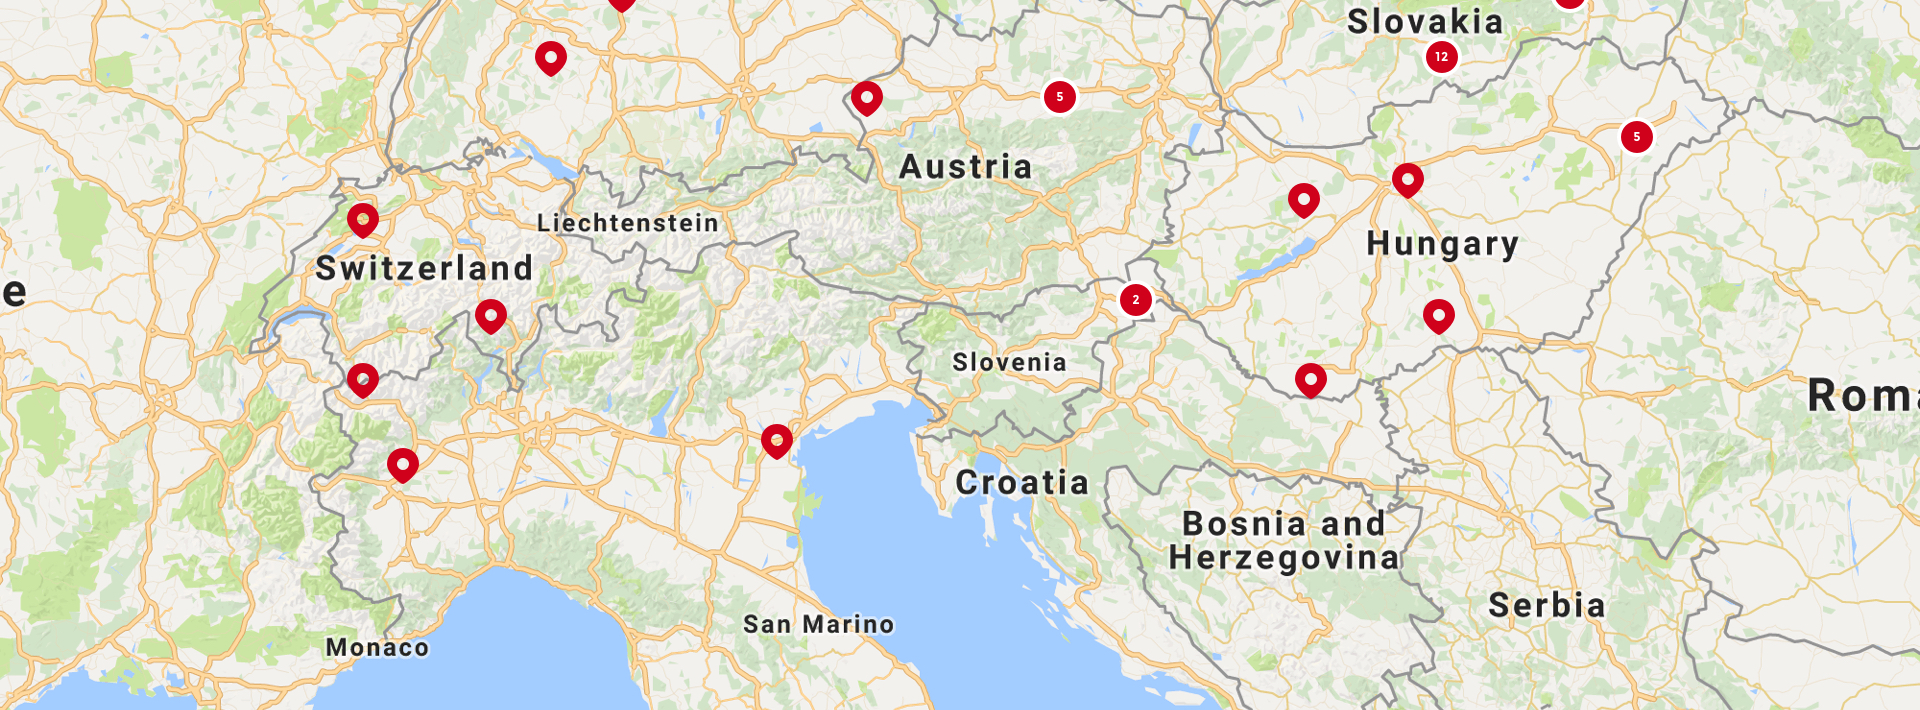 Slovakia
12
5
5
Austria
Liechtenstein
Hungary
Switzerland
e
2
Slovenia
Roma
Croatia
Bosnia and
Herzegovina
Serbia
San Marino
Monaco